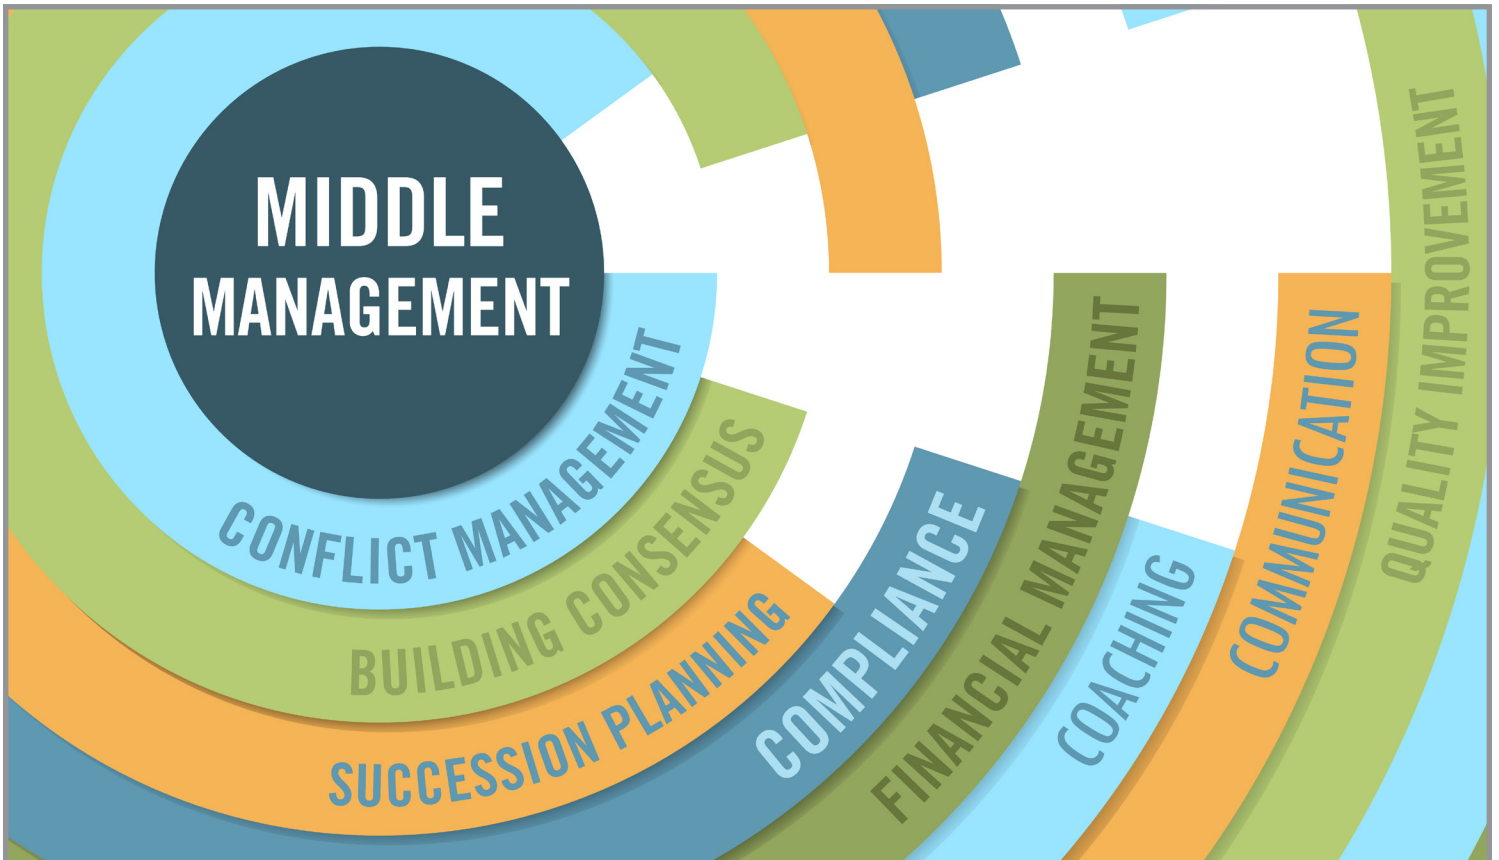 MIDDLE
MANAGEMENT
CONFLICT MANAGEMENT
BUILDING CONSENSUS
SUCCESSION PLANNING
COMPLIANCE
FINANCIAL MANAGEMENT
COACHING
COMMUNICATION
QUALITY IMPROVEMENT